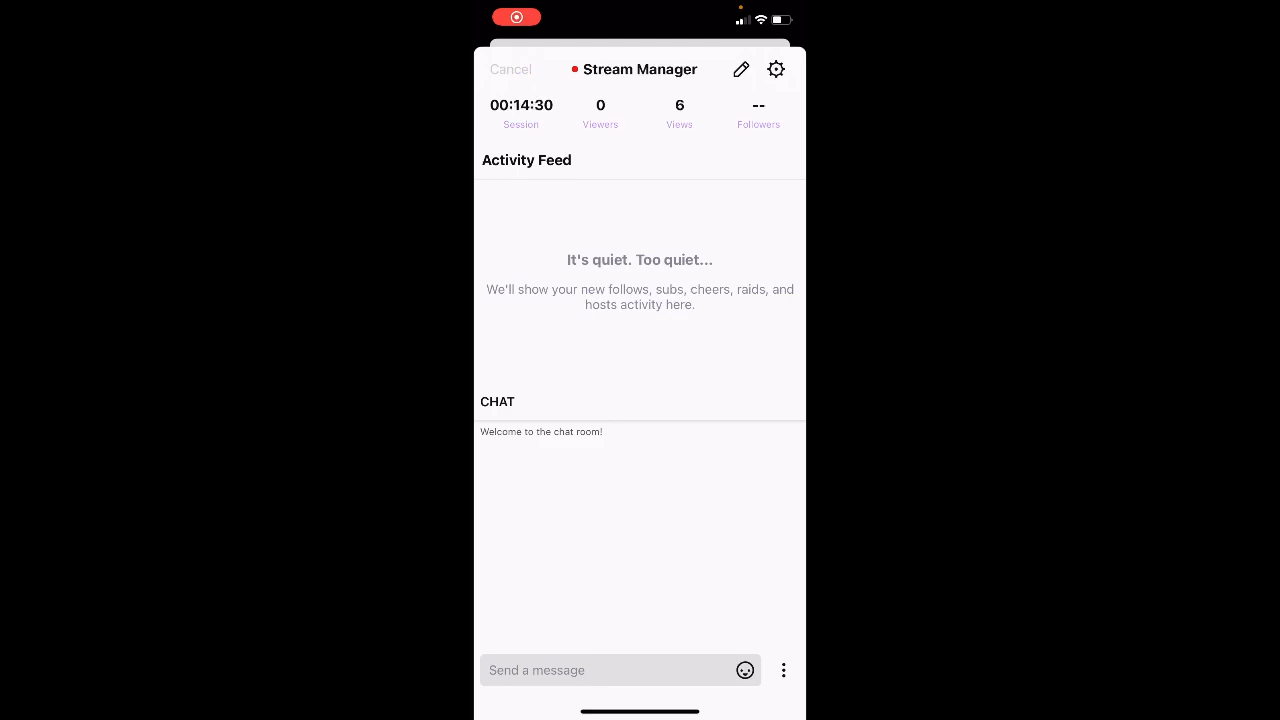 Cancel
Stream Manager
00:14:30
0
6
--
Session
Viewers
Views
Followers
Activity Feed
It's quiet. Too quiet...
We'll show your new follows, subs, cheers, raids, and
hosts activity here.
CHAT
Welcome to the chat room!
Send a message